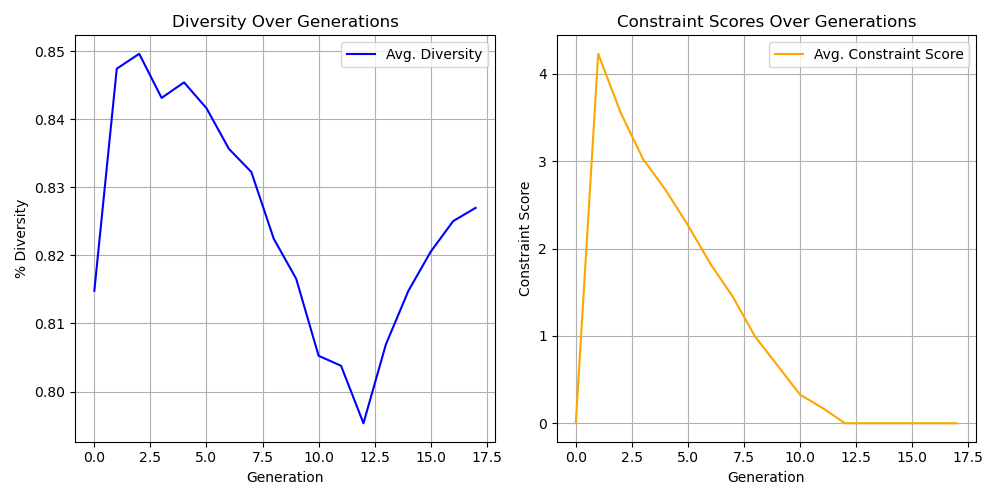 Diversity Over Generations
Avg. Diversity
0.85
0.84
0.83
0.82
0.81
0.80
% Diversity
0.0 2.5 5.0 7.5 10.0 12.5 15.0 17.5
Generation
Constraint Scores Over Generations
Avg. Constraint Score
4
3
2
1
0
Constraint Score
0.0 2.5 5.0 7.5 10.0 12.5 15.0 17.5
Generation